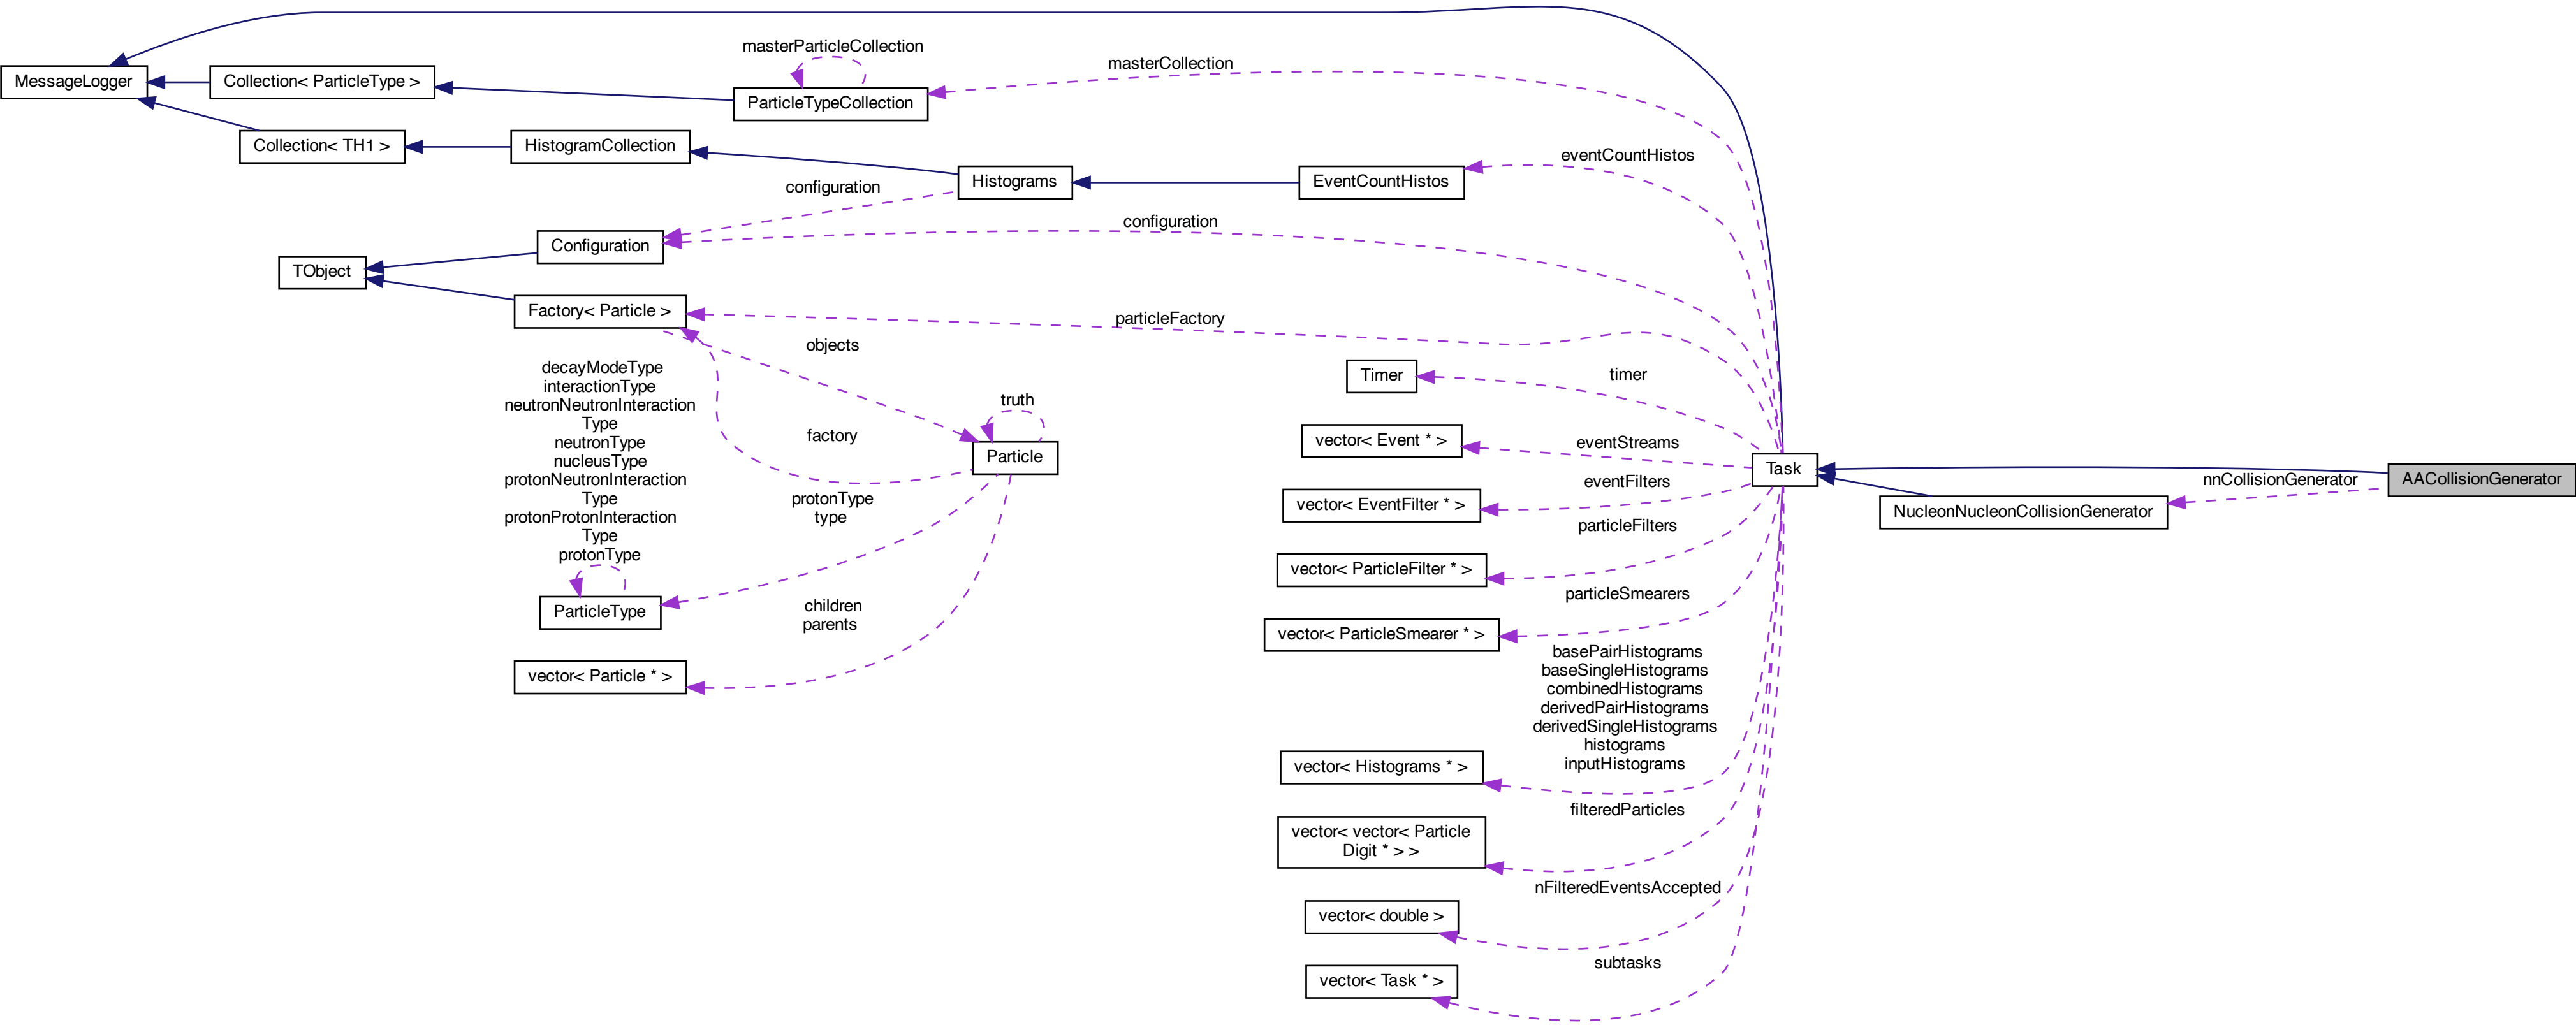 masterParticleCollection
masterCollection
MessageLogger
Collection< ParticleType >
ParticleTypeCollection
Collection< TH1 >
HistogramCollection
eventCountHistos
configuration
Histograms
EventCountHistos
configuration
Configuration
TObject
Factory< Particle >
particleFactory
objects
decayModeType
interactionType
neutronNeutronInteraction
Type
neutronType
nucleusType
protonNeutronInteraction
Type
protonProtonInteraction
Type
protonType
truth
factory
Particle
protonType
type
ParticleType
children
parents
vector< Particle * >
Timer
timer
vector< Event * >
eventStreams
Task
nnCollisionGenerator
AACollisionGenerator
NucleonNucleonCollisionGenerator
vector< EventFilter * >
eventFilters
particleFilters
vector< ParticleFilter * >
particleSmearers
vector< ParticleSmearer * >
basePairHistograms
baseSingleHistograms
combinedHistograms
derivedPairHistograms
derivedSingleHistograms
histograms
inputHistograms
vector< Histograms * >
filteredParticles
vector< vector< Particle
Digit * > >
nFilteredEventsAccepted
vector< double >
subtasks
vector< Task * >